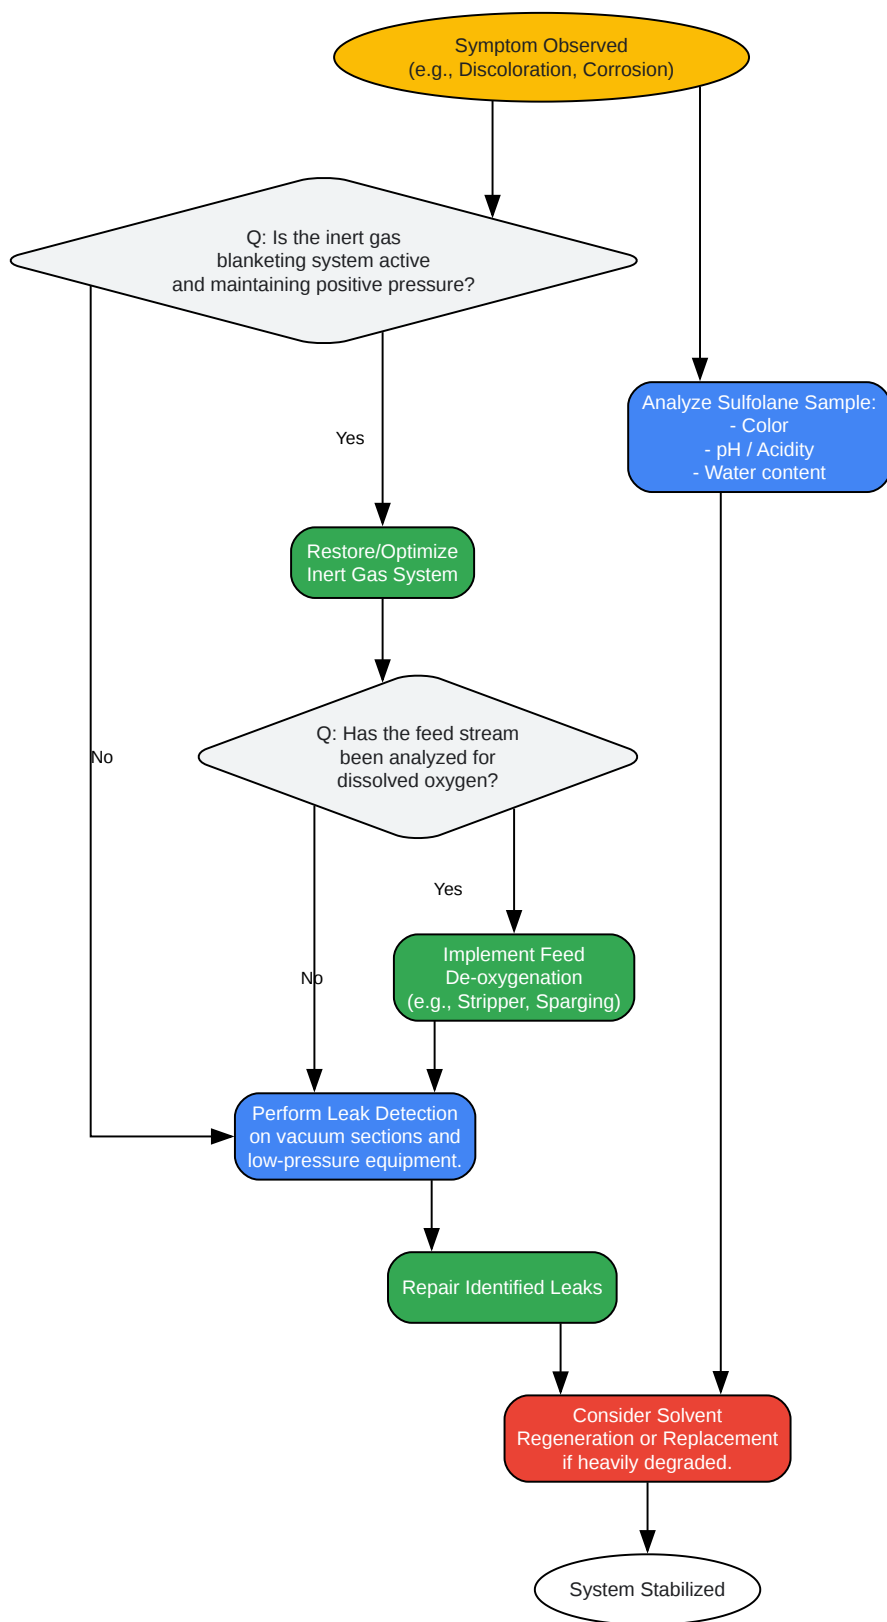 Symptom Observed
(e.g., Discoloration, Corrosion)
Q: Is the inert gas
blanketing system active
and maintaining positive pressure?
Analyze Sulfolane Sample:
- Color
- pH / Acidity
- Water content
Yes
Restore/Optimize
Inert Gas System
No
Q: Has the feed stream
been analyzed for
dissolved oxygen?
Yes
Implement Feed
De-oxygenation
(e.g., Stripper, Sparging)
No
Perform Leak Detection
on vacuum sections and
low-pressure equipment.
Repair Identified Leaks
Consider Solvent
Regeneration or Replacement
if heavily degraded.
System Stabilized